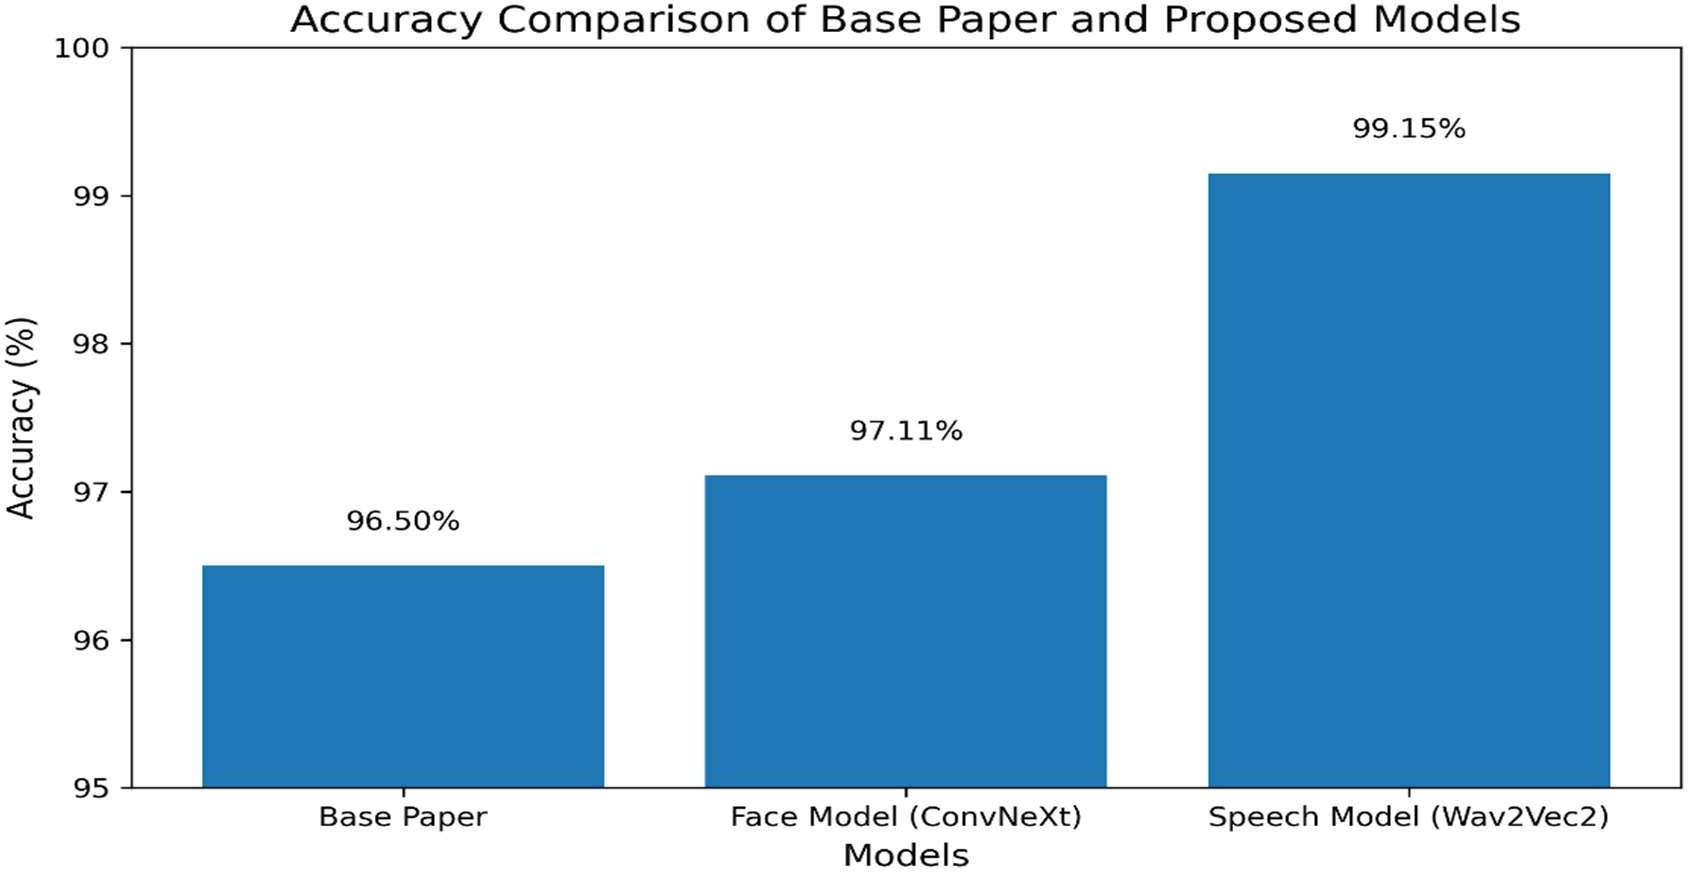 Accuracy Comparison of Base Paper and Proposed Models
100
99
98
97
96
95
Accuracy (%)
96.50%
97.11%
99.15%
Base Paper
Face Model (ConvNeXt)
Speech Model (Wav2Vec2)
Models